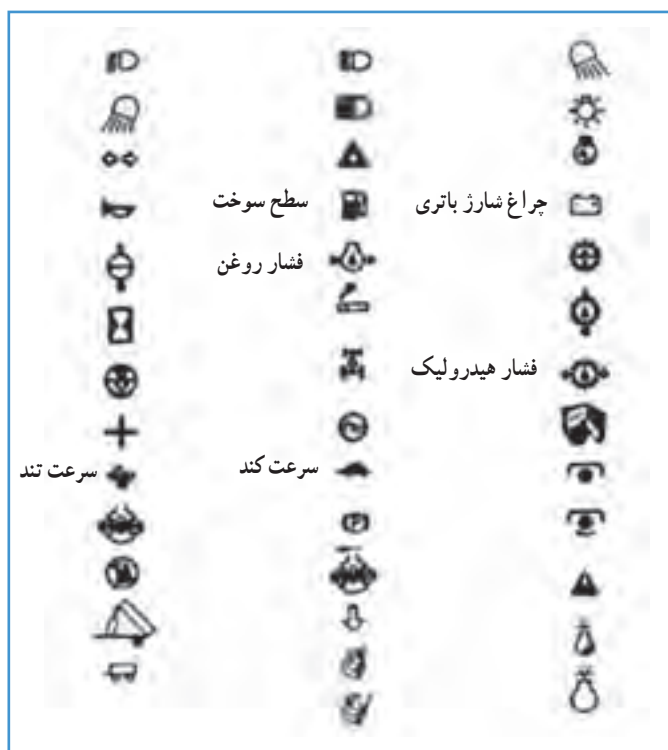 چراغ شارژ باتری
سطح سوخت
فشار روغن
فشار هیدرولیک
سرعت کند
سرعت تند
P